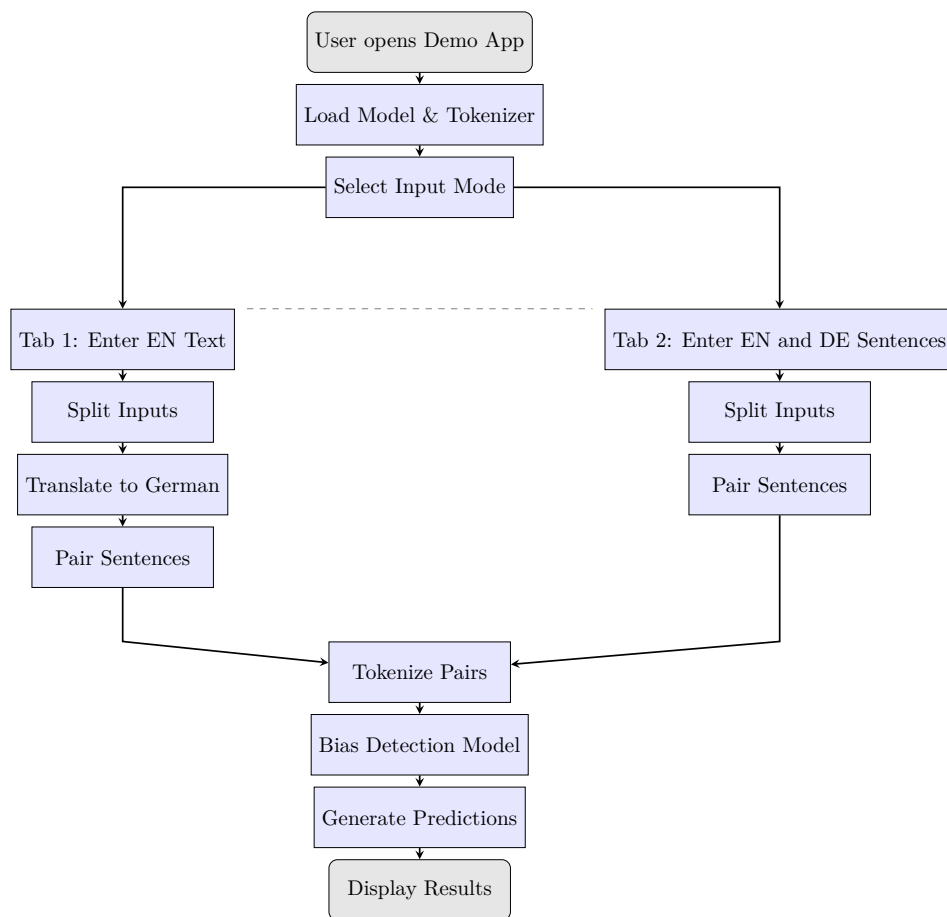 User opens Demo App
Load Model & Tokenizer
Select Input Mode
Tab 1: Enter EN Text
Split Inputs
Translate to German
Pair Sentences
Tab 2: Enter EN and DE Sentences
Split Inputs
Pair Sentences
Tokenize Pairs
Bias Detection Model
Generate Predictions
Display Results